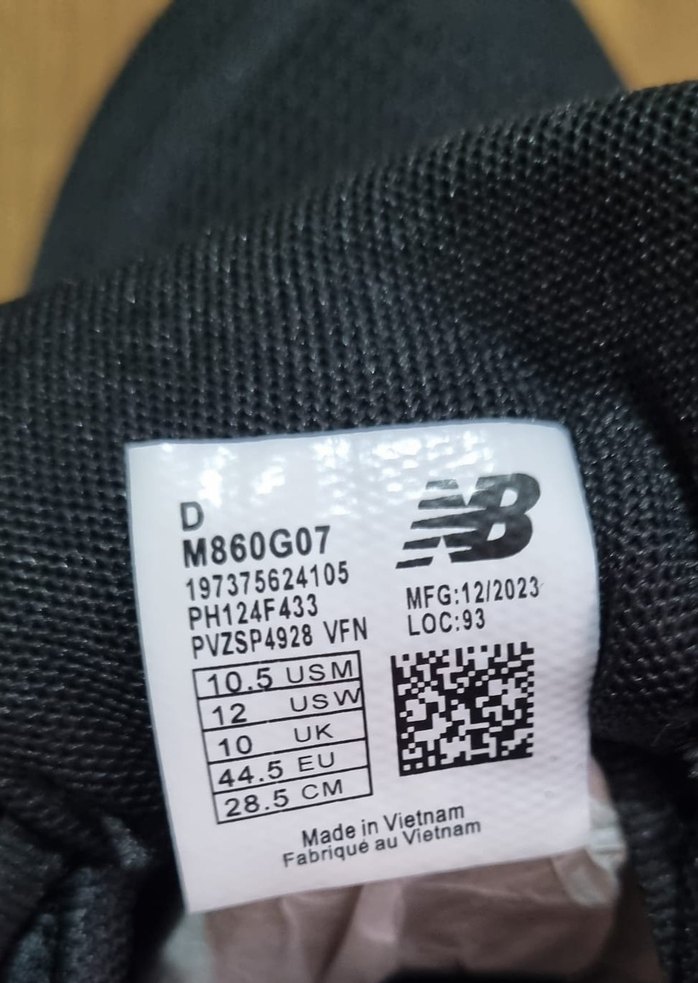 D
M860G07
197375624105
PH124F433
PVZSP4928 VFN
NB
MFG:12/2023
LOC:93
10.5 USM
12 USW
10 UK
44.5 EU
28.5 CM
Made in Vietnam
Fabriqué au Vietnam